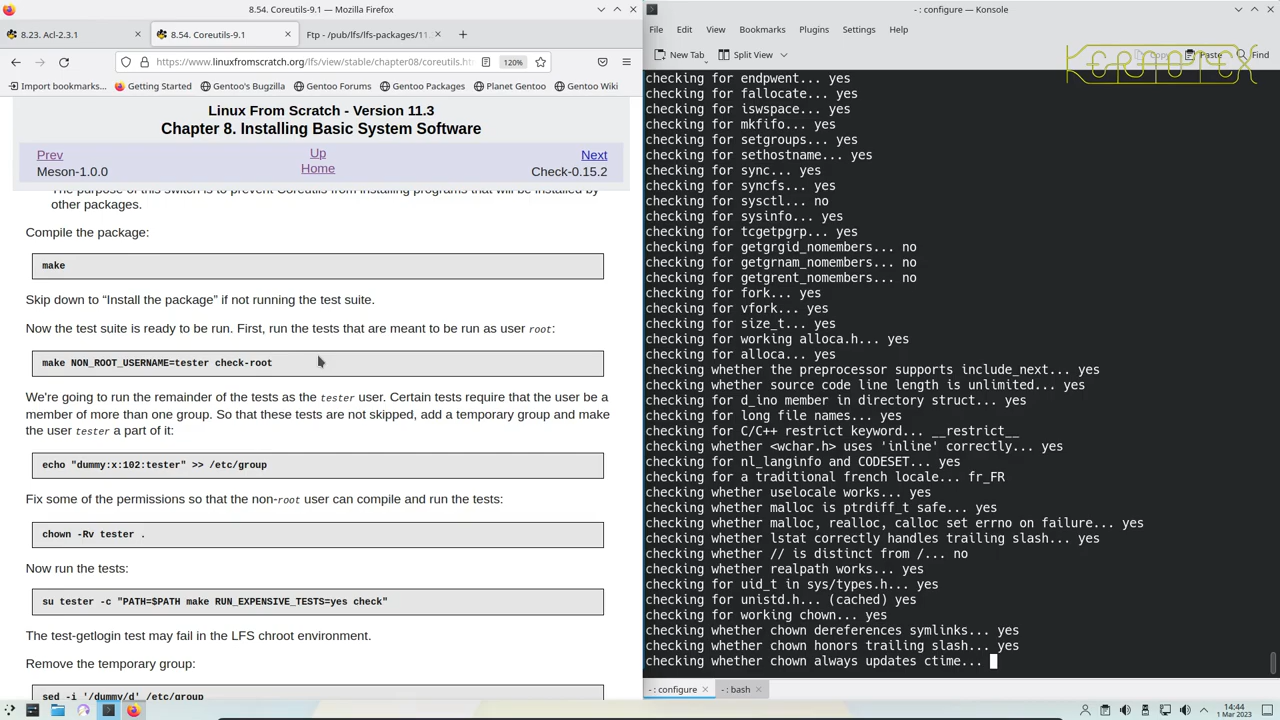 8.54. Coreutils-9.1 — Mozilla Firefox
8.23. Acl-2.3.1
8.54. Coreutils-9.1
Ftp - /pub/lfs/lfs-packages/11.
https://www.linuxfromscratch.org/lfs/view/stable/chapter08/coreutils.ht
120%
Import bookmarks...
Getting Started
Gentoo's Bugzilla
Gentoo Forums
Gentoo Packages
Planet Gentoo
Gentoo Wiki
Linux From Scratch - Version 11.3
Chapter 8. Installing Basic System Software
Prev
Up
Next
Meson-1.0.0
Home
Check-0.15.2
The purpose of this switch is to prevent Coreutils from installing programs that will be installed by
other packages.
Compile the package:
make
Skip down to “Install the package” if not running the test suite.
Now the test suite is ready to be run. First, run the tests that are meant to be run as user root:
make NON_ROOT_USERNAME=tester check-root
We're going to run the remainder of the tests as the tester user. Certain tests require that the user be a
member of more than one group. So that these tests are not skipped, add a temporary group and make
the user tester a part of it:
echo "dummy:x:102:tester" >> /etc/group
Fix some of the permissions so that the non-root user can compile and run the tests:
chown -Rv tester .
Now run the tests:
su tester -c "PATH=$PATH make RUN_EXPENSIVE_TESTS=yes check"
The test-getlogin test may fail in the LFS chroot environment.
Remove the temporary group:
sed -i '/dummy/d' /etc/group
- : configure — Konsole
File Edit View Bookmarks Plugins Settings Help
New Tab
Split View
Copy
Paste
Find
checking for endpwent... yes
checking for fallocate... yes
checking for iswspace... yes
checking for mkfifo... yes
checking for setgroups... yes
checking for sethostname... yes
checking for sync... yes
checking for syncfs... yes
checking for sysctl... no
checking for sysinfo... yes
checking for tcgetpgrp... yes
checking for getgrgid_nomembers... no
checking for getgrnam_nomembers... no
checking for getgrent_nomembers... no
checking for fork... yes
checking for vfork... yes
checking for size_t... yes
checking for working alloca.h... yes
checking for alloca... yes
checking whether the preprocessor supports include_next... yes
checking whether source code line length is unlimited... yes
checking for d_ino member in directory struct... yes
checking for long file names... yes
checking for C/C++ restrict keyword... __restrict__
checking whether <wchar.h> uses 'inline' correctly... yes
checking for nl_langinfo and CODESET... yes
checking for a traditional french locale... fr_FR
checking whether uselocale works... yes
checking whether malloc is ptrdiff_t safe... yes
checking whether malloc, realloc, calloc set errno on failure... yes
checking whether lstat correctly handles trailing slash... yes
checking whether // is distinct from /... no
checking whether realpath works... yes
checking for uid_t in sys/types.h... yes
checking for unistd.h... (cached) yes
checking for working chown... yes
checking whether chown dereferences symlinks... yes
checking whether chown honors trailing slash... yes
checking whether chown always updates ctime...
- : configure
- : bash
14:44
1 Mar 2023